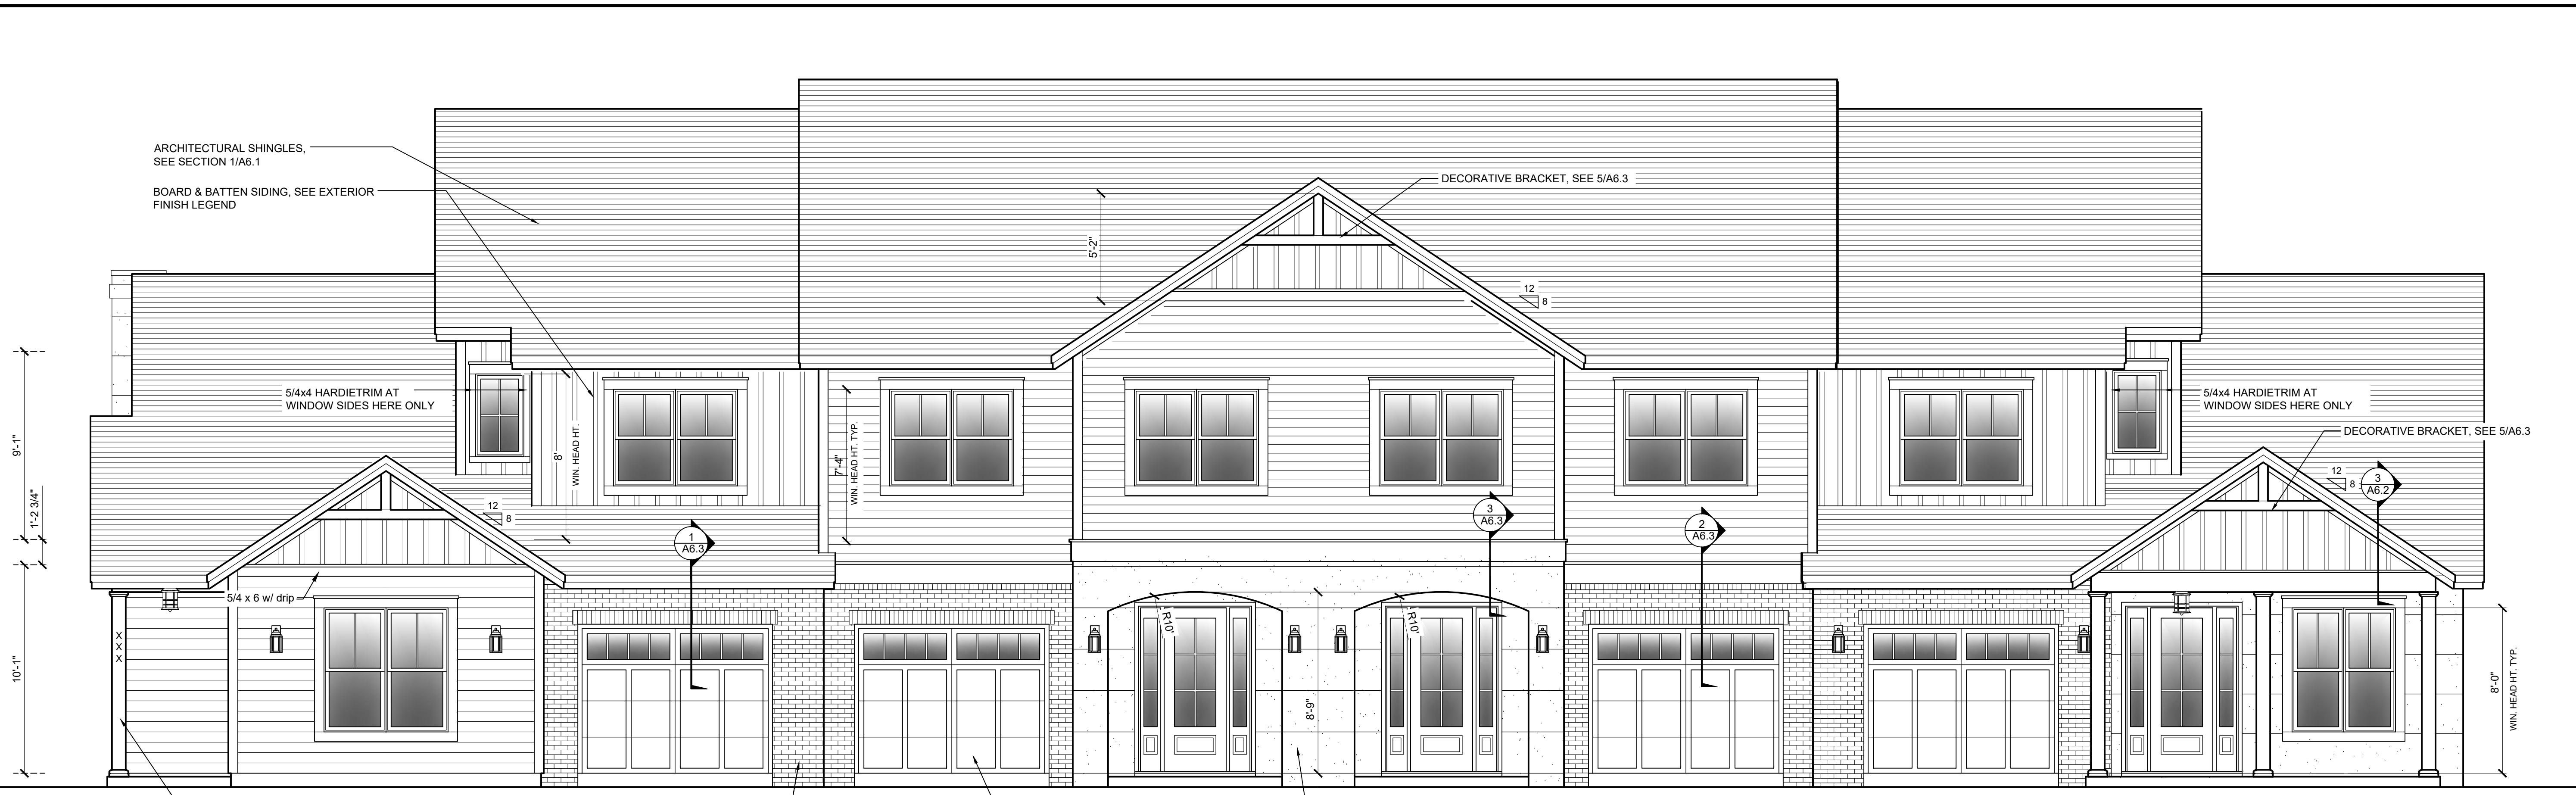 ARCHITECTURAL SHINGLES,
SEE SECTION 1/A6.1
BOARD & BATTEN SIDING, SEE EXTERIOR
FINISH LEGEND
DECORATIVE BRACKET, SEE 5/A6.3
5'-2"
12
8
5/4x4 HARDIETRIM AT
WINDOW SIDES HERE ONLY
5/4x4 HARDIETRIM AT
WINDOW SIDES HERE ONLY
DECORATIVE BRACKET, SEE 5/A6.3
9'-1"
1'-2 3/4"
10'-1"
8'
WIN. HEAD HT.
7'-4"
WIN. HEAD HT. TYP.
12
8
12
8
3
A6.2
1
A6.3
3
A6.3
2
A6.3
5/4 x 6 w/ drip
X
X
X
R10'
R10'
8'-9"
8'-0"
WIN. HEAD HT. TYP.